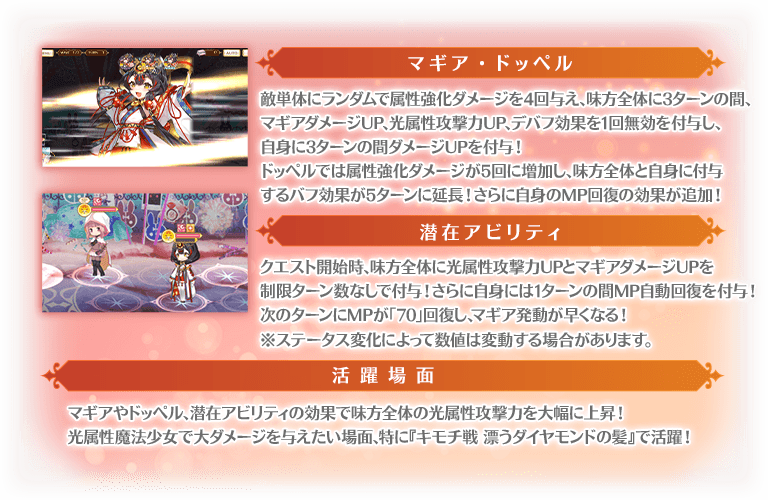 マギア・ドッペル
敵単体にランダムで属性強化ダメージを4回与え、味方全体に3ターンの間、
マギアダメージUP、光属性攻撃力UP、デバフ効果を1回無効を付与し、
自身に3ターンの間ダメージUPを付与！
ドッペルでは属性強化ダメージが5回に増加し、味方全体と自身に付与
するバフ効果が5ターンに延長！さらに自身のMP回復の効果が追加！
潜在アビリティ
クエスト開始時、味方全体に光属性攻撃力UPとマギアダメージUPを
制限ターン数なしで付与！さらに自身には1ターンの間MP自動回復を付与！
次のターンにMPが「70」回復し、マギア発動が早くなる！
※ステータス変化によって数値は変動する場合があります。
活躍場面
マギアやドッペル、潜在アビリティの効果で味方全体の光属性攻撃力を大幅に上昇！
光属性魔法少女で大ダメージを与えたい場面、特に『キモチ戦 漂うダイヤモンドの髪』で活躍！